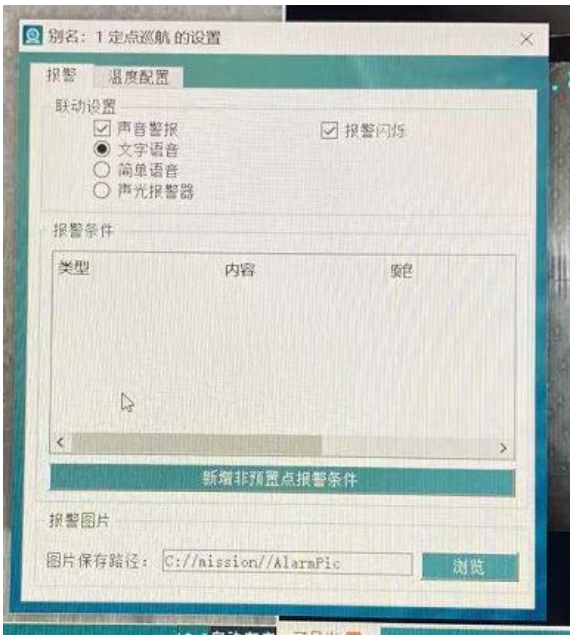 别名：1 定点巡航 的设置
报警 温度配置
联动设置
声音警报 报警闪烁
文字语音
简单语音
声光报警器
报警条件
类型 内容 颜色
新增非预置点报警条件
报警图片
图片保存路径： C://mission//AlarmPic 浏览